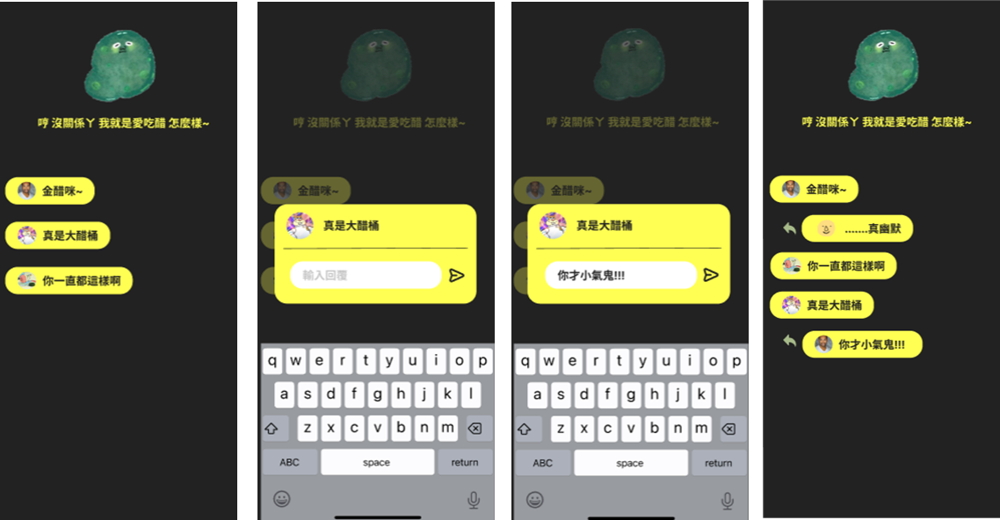 哼 沒關係ㄚ 我就是愛吃醋 怎麼樣~
金醋咪~
真是大醋桶
你一直都這樣啊
哼 沒關係ㄚ 我就是愛吃醋 怎麼樣~
金醋咪~
真是大醋桶
輸入回覆
q w e r t y u i o p
a s d f g h j k l
z x c v b n m
ABC space return
哼 沒關係ㄚ 我就是愛吃醋 怎麼樣~
金醋咪~
真是大醋桶
你才小氣鬼!!!
q w e r t y u i o p
a s d f g h j k l
z x c v b n m
ABC space return
哼 沒關係ㄚ 我就是愛吃醋 怎麼樣~
金醋咪~
.......真幽默
你一直都這樣啊
真是大醋桶
你才小氣鬼!!!